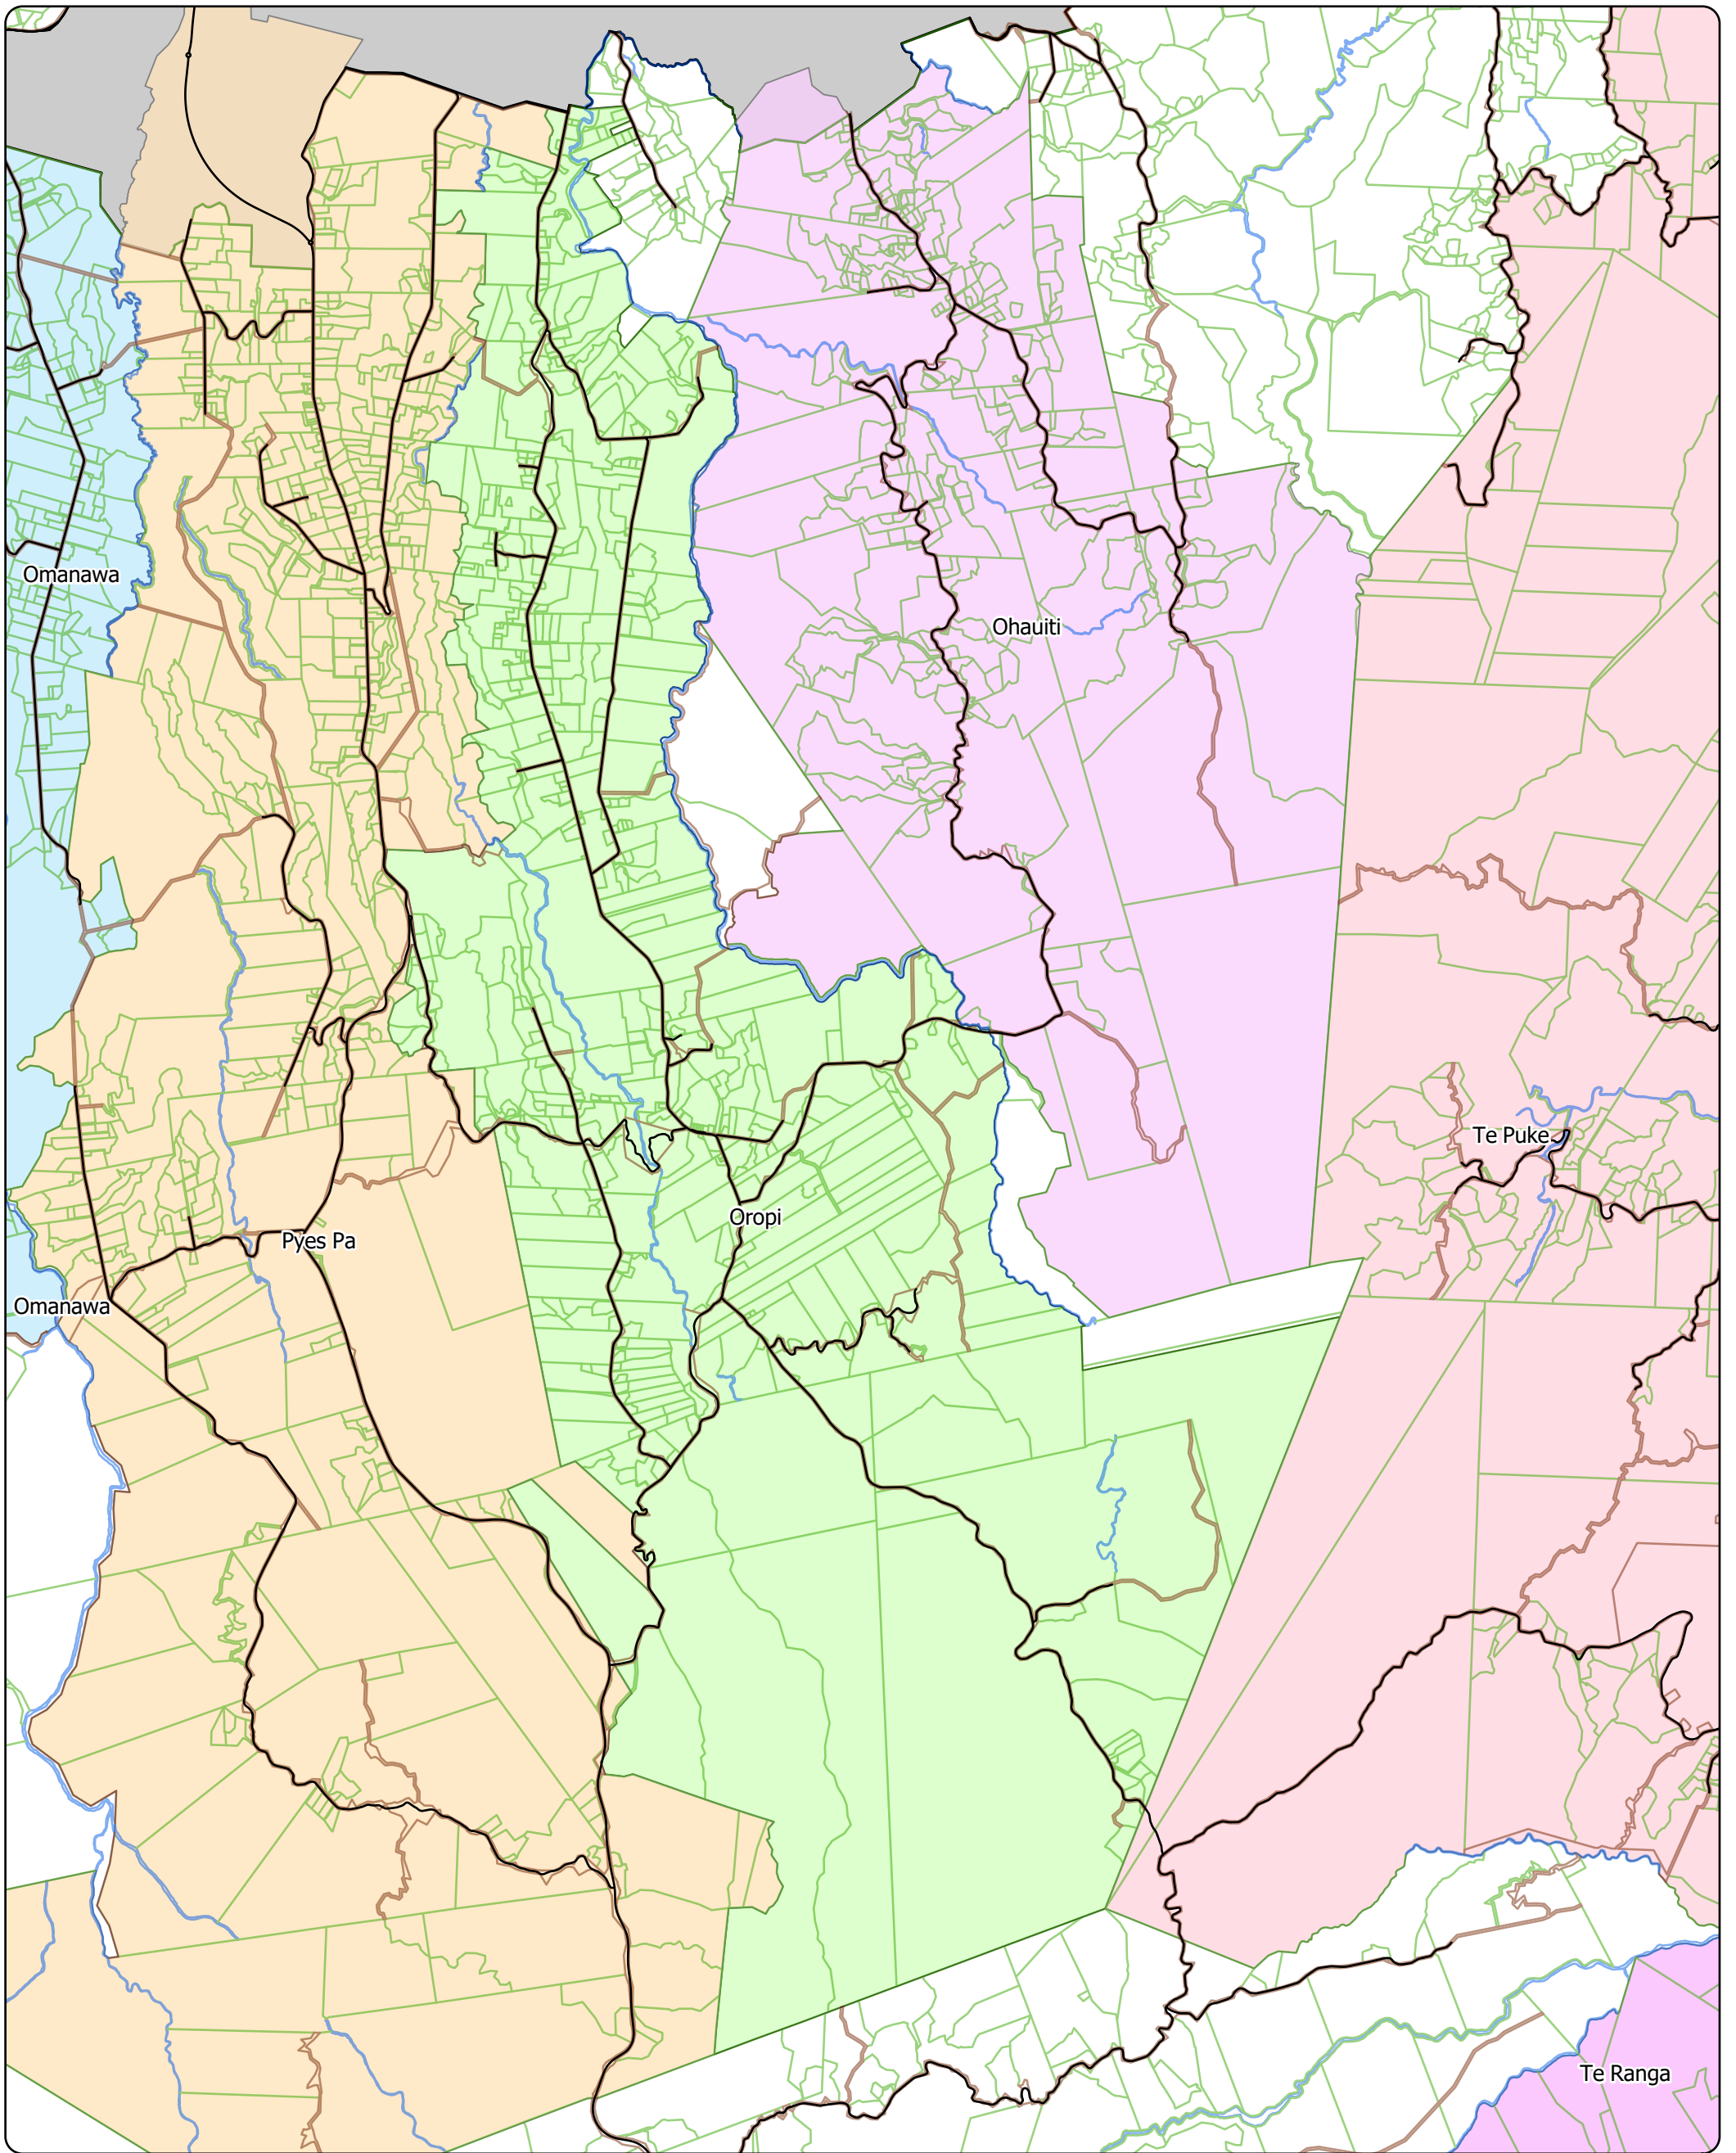 Omanawa
Ohauiti
Te Puke
Oropi
Pyes Pa
Omanawa
Te Ranga